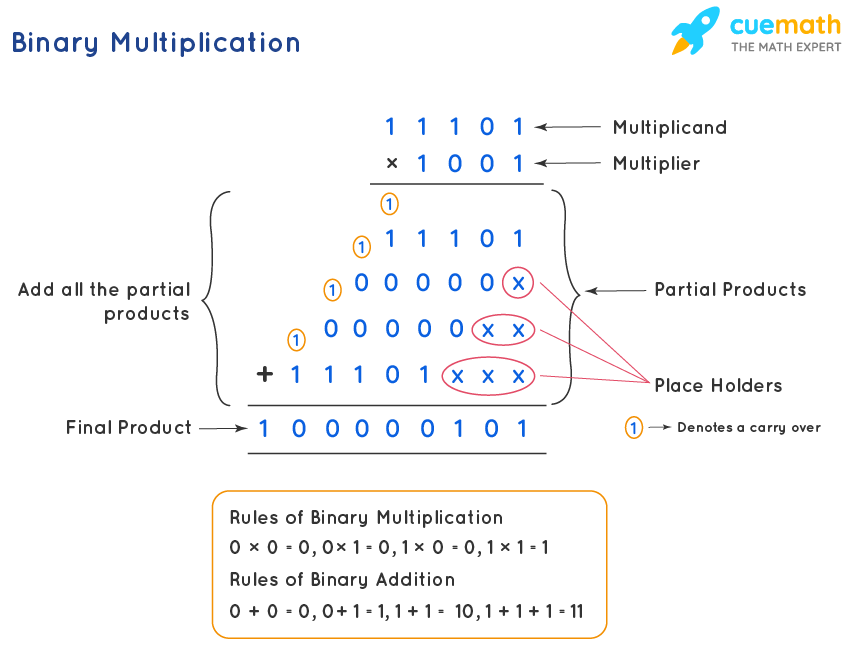 Binary Multiplication
cuemath
THE MATH EXPERT
1 1 1 0 1 Multiplicand
× 1 0 0 1 Multiplier
1
1 1 1 0 1
1
0 0 0 0 0 x
1
0 0 0 0 0 x x
1
+ 1 1 1 0 1 x x x
Add all the partial
products
Partial Products
Place Holders
Final Product 1 0 0 0 0 0 1 0 1
1 Denotes a carry over
Rules of Binary Multiplication
0 × 0 = 0, 0× 1 = 0, 1 × 0 = 0, 1 × 1 = 1
Rules of Binary Addition
0 + 0 = 0, 0+ 1 = 1, 1 + 1 = 10, 1 + 1 + 1 = 11